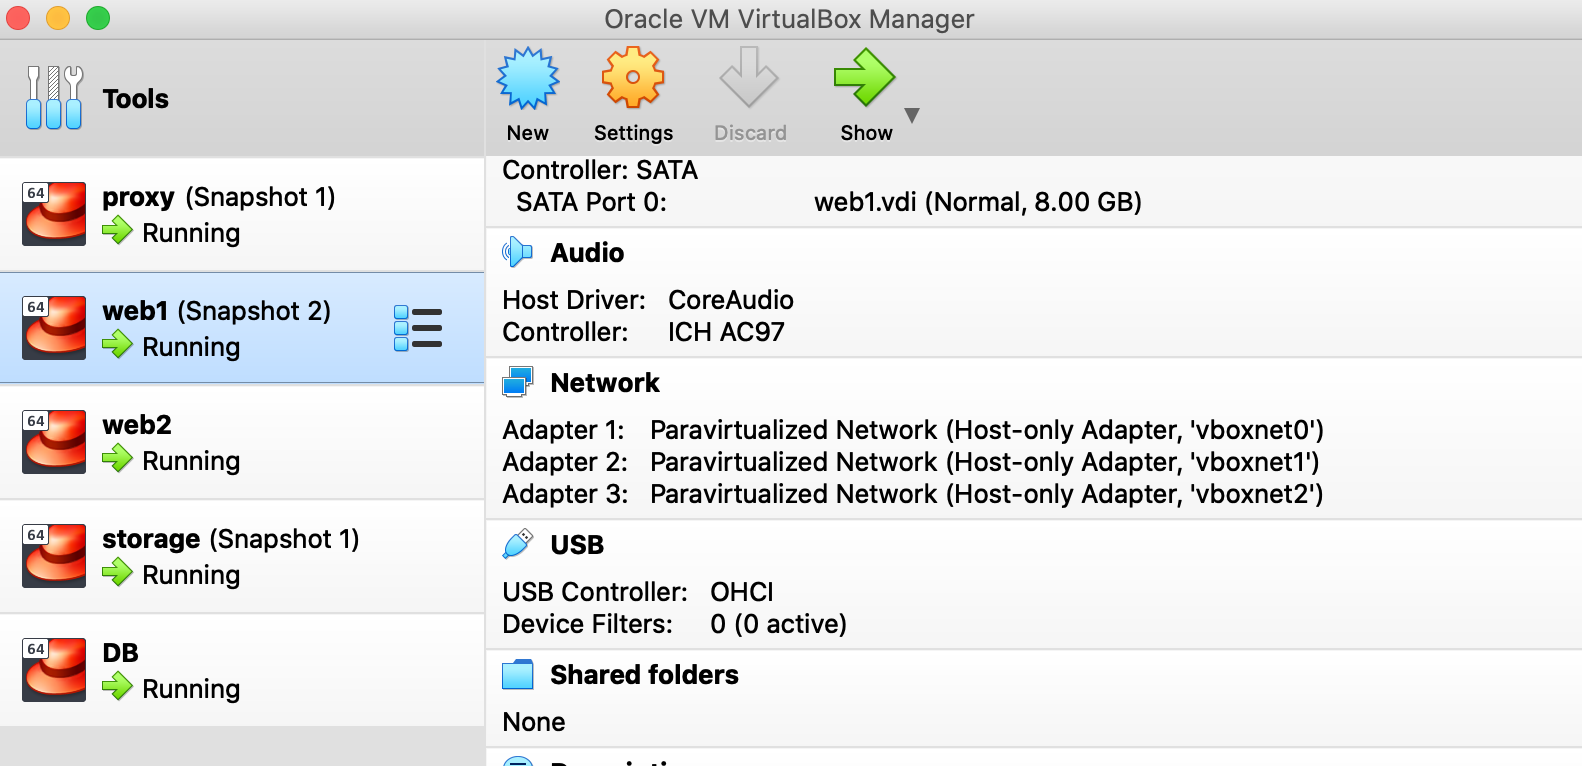 Oracle VM VirtualBox Manager
Tools
New
Settings
Discard
Show
64
proxy (Snapshot 1)
Running
64
web1 (Snapshot 2)
Running
64
web2
Running
64
storage (Snapshot 1)
Running
64
DB
Running
Controller: SATA
SATA Port 0: web1.vdi (Normal, 8.00 GB)
Audio
Host Driver: CoreAudio
Controller: ICH AC97
Network
Adapter 1: Paravirtualized Network (Host-only Adapter, 'vboxnet0')
Adapter 2: Paravirtualized Network (Host-only Adapter, 'vboxnet1')
Adapter 3: Paravirtualized Network (Host-only Adapter, 'vboxnet2')
USB
USB Controller: OHCI
Device Filters: 0 (0 active)
Shared folders
None